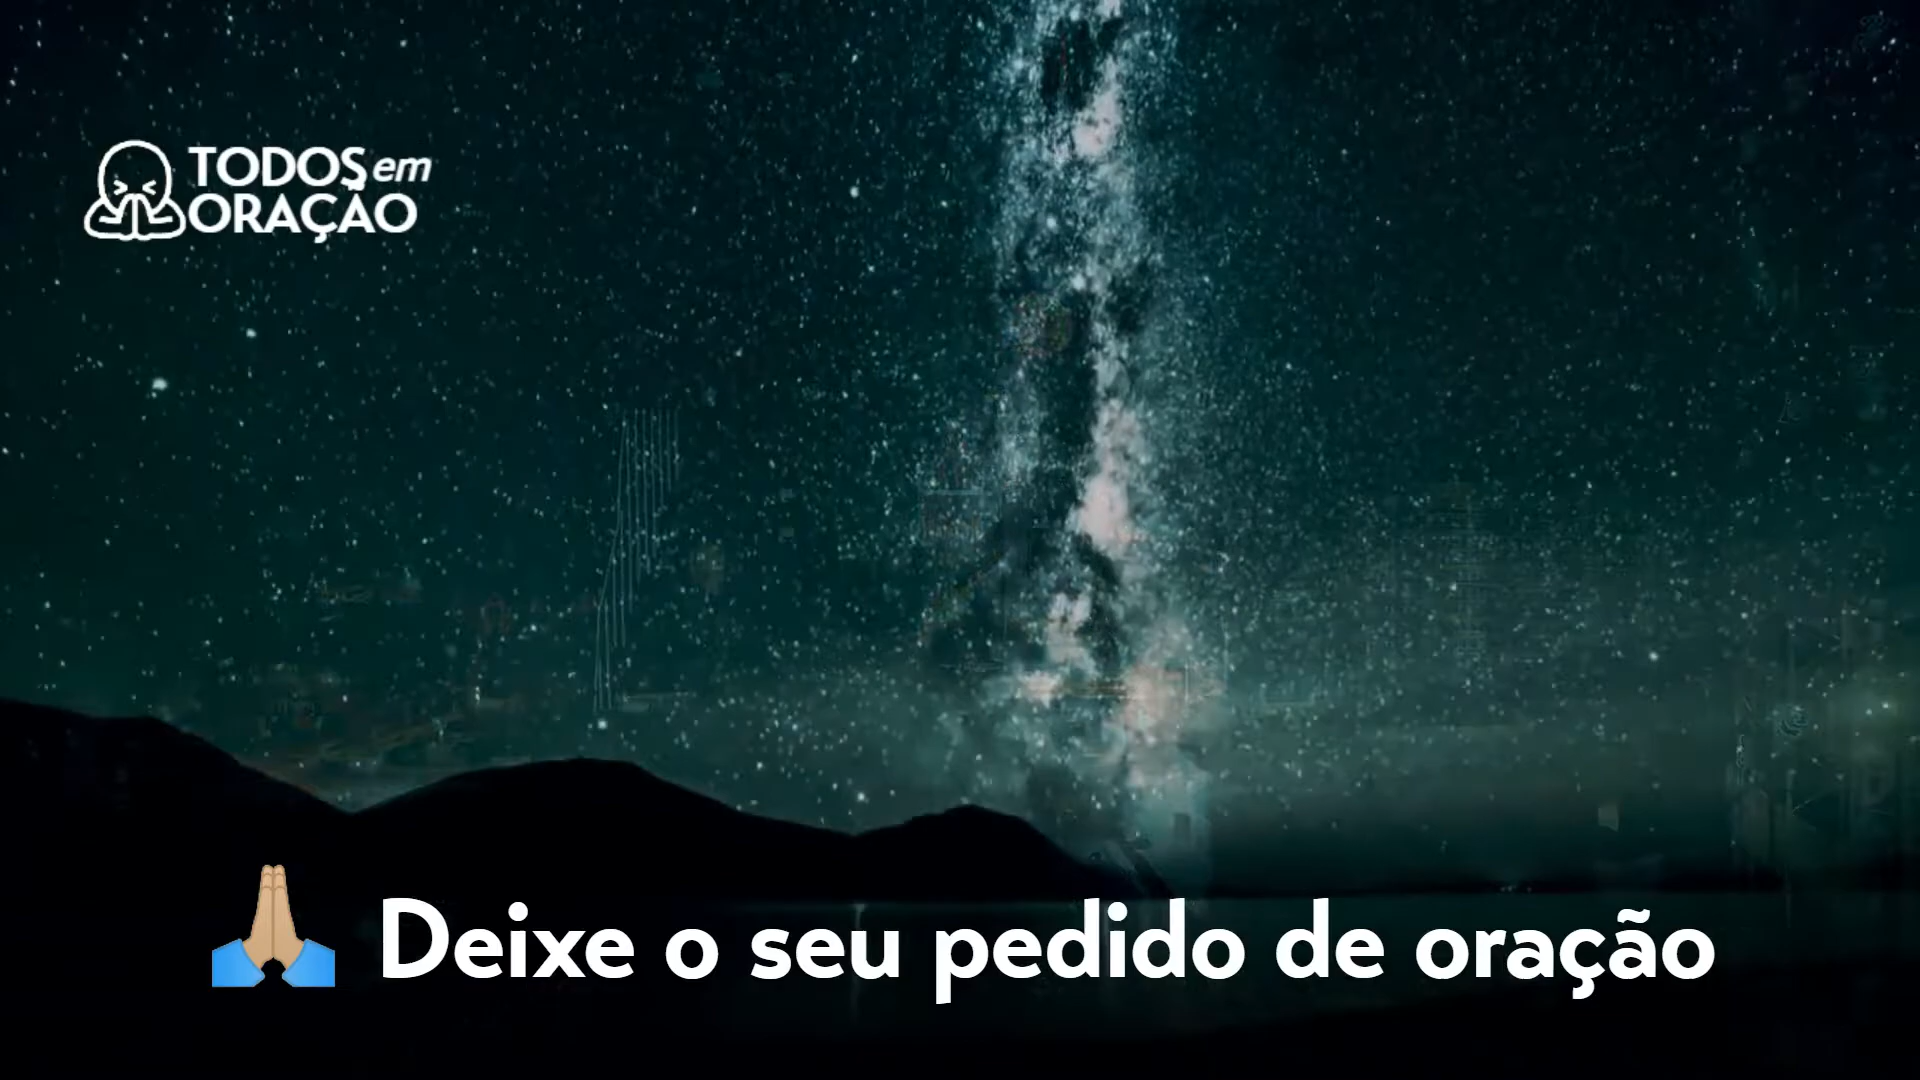 TODOS em
ORAÇÃO
🙏🏼 Deixe o seu pedido de oração